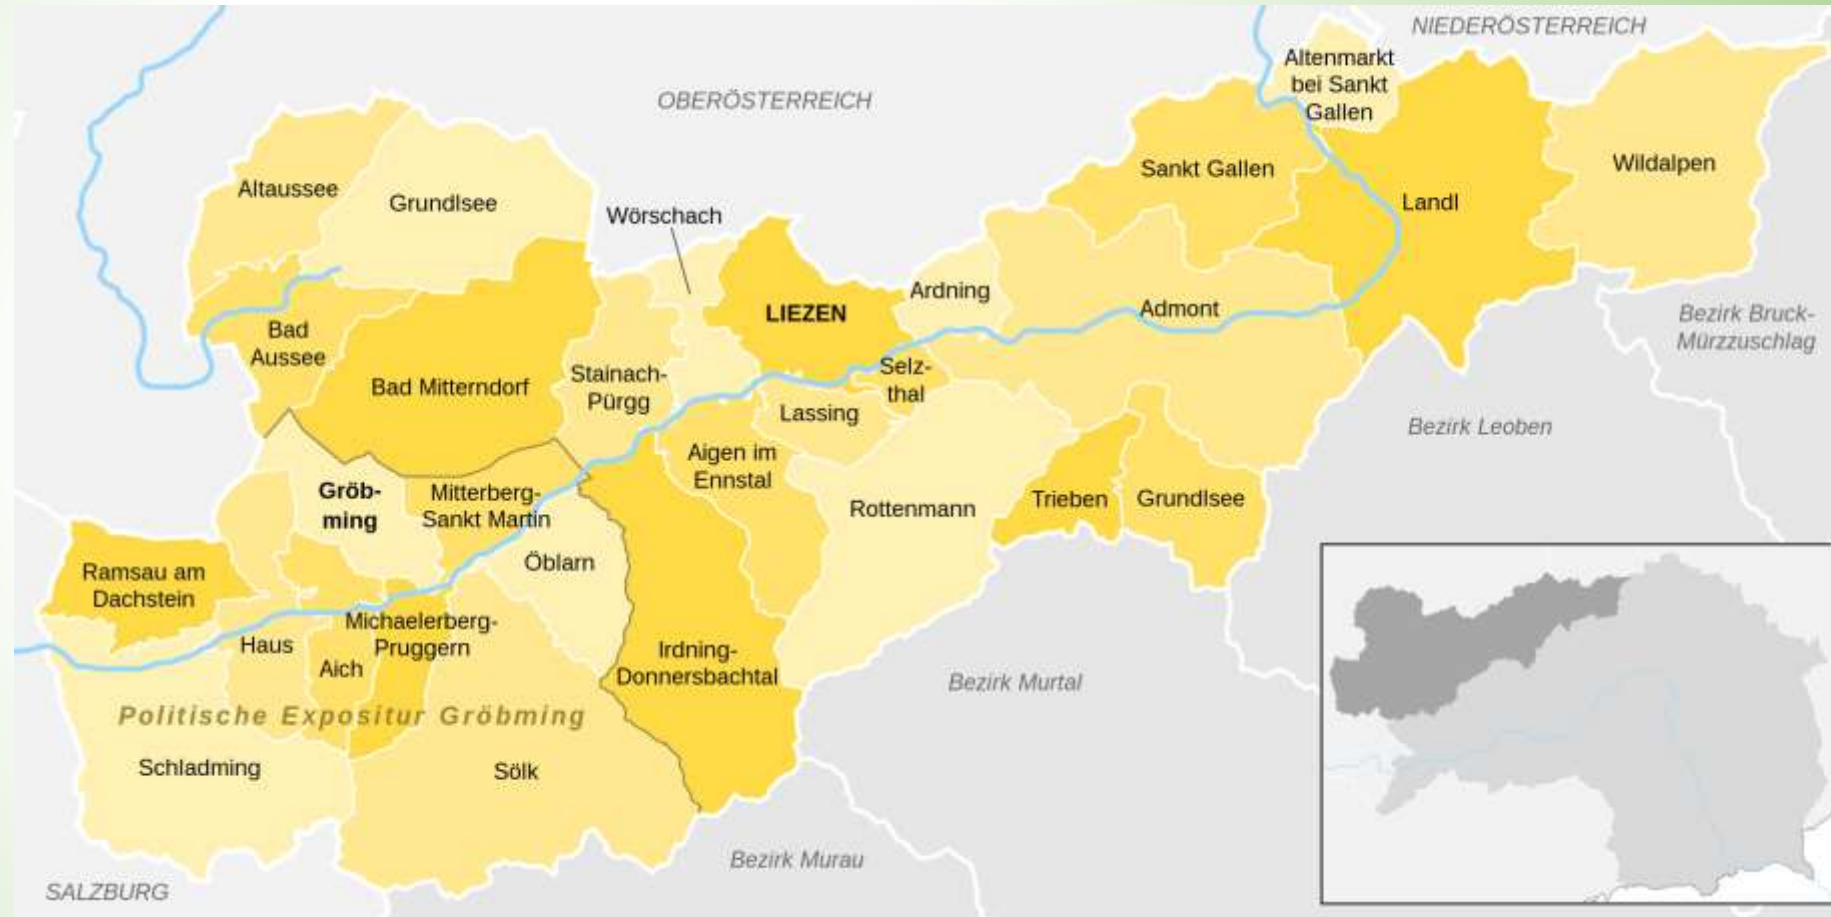 NIEDERÖSTERREICH
Altenmarkt
bei Sankt
Gallen
OBERÖSTERREICH
Sankt Gallen
Wildalpen
Altaussee
Grundlsee
Landl
Wörschach
Ardning
Admont
LIEZEN
Bezirk Bruck-
Mürzzuschlag
Bad
Aussee
Bad Mitterndorf
Stainach-
Pürgg
Selz-
thal
Lassing
Bezirk Leoben
Aigen im
Ennstal
Gröb-
ming
Mitterberg-
Sankt Martin
Rottenmann
Trieben
Grundlsee
Öblarn
Ramsau am
Dachstein
Michaelerberg-
Pruggern
Haus
Aich
Irdning-
Donnersbachtal
Bezirk Murtal
Politische Expositur Gröbming
Schladming
Sölk
Bezirk Murau
SALZBURG